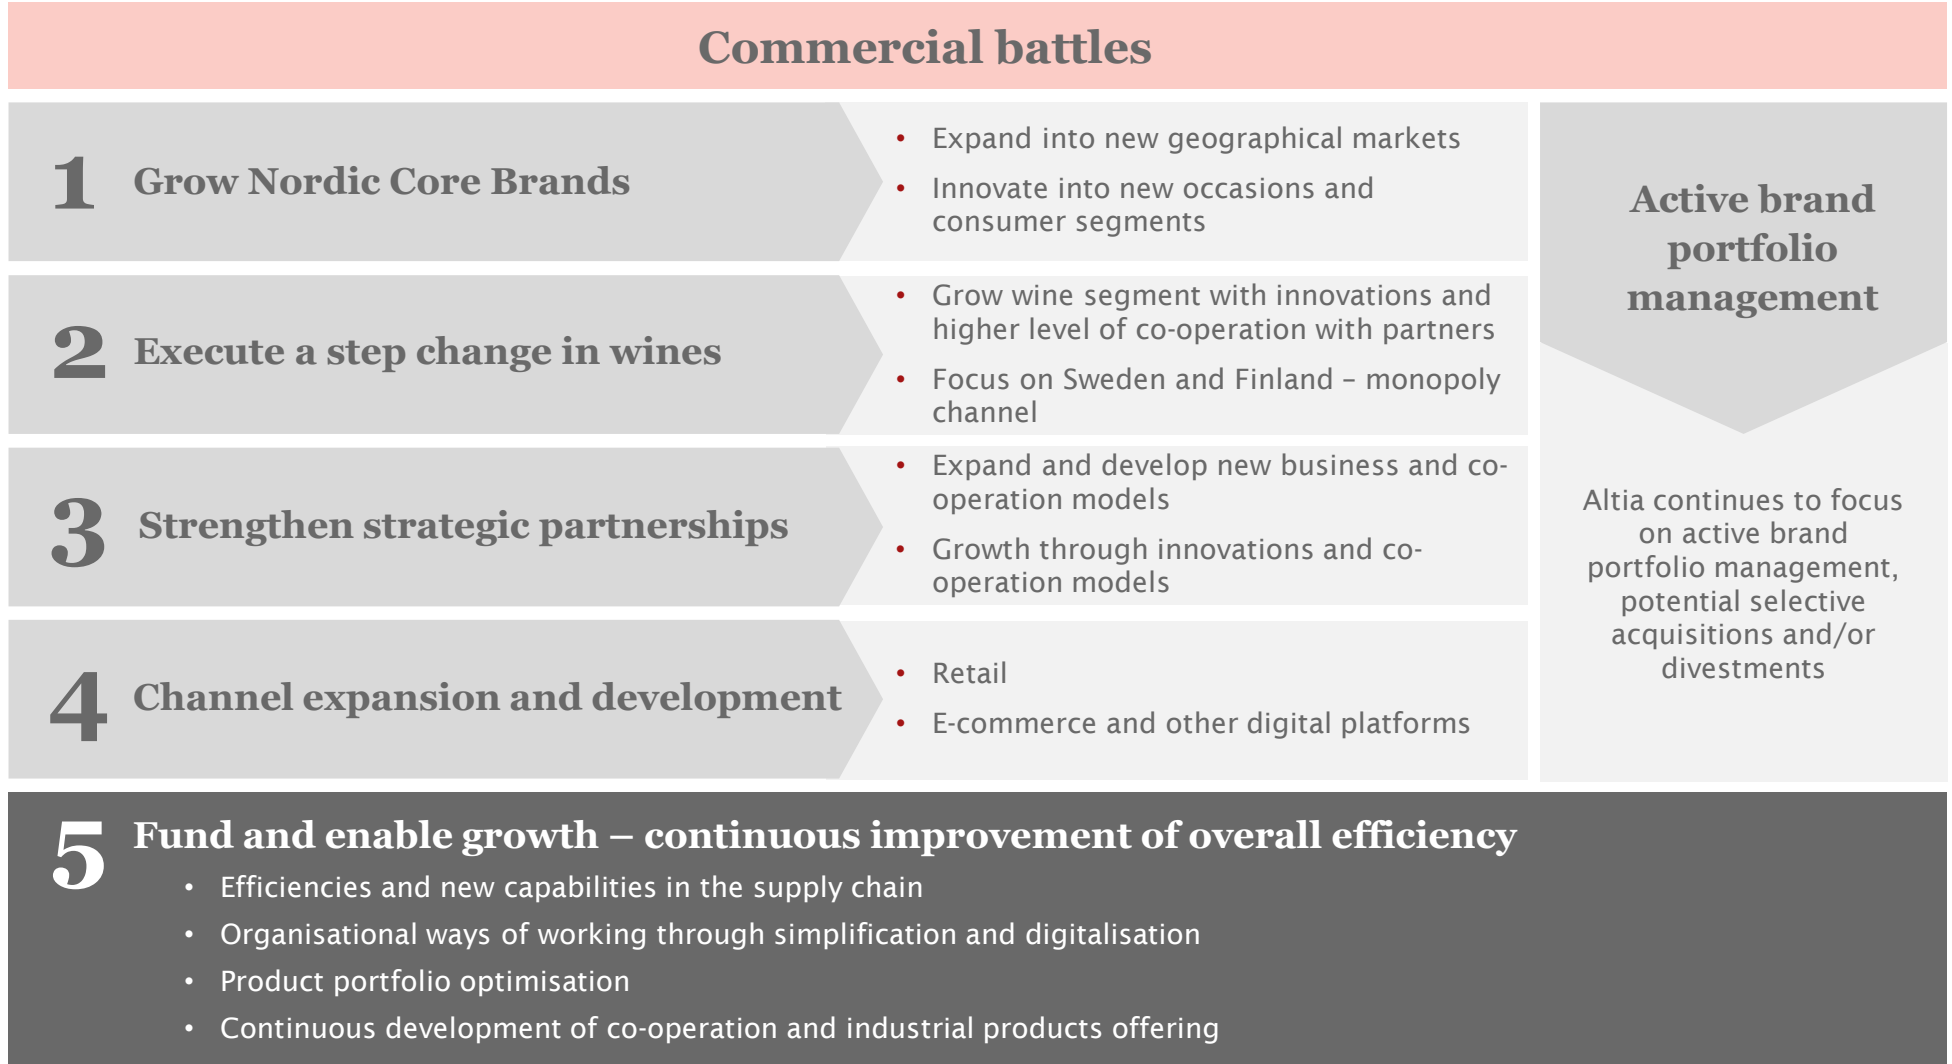 Commercial battles
1
Grow Nordic Core Brands
• Expand into new geographical markets
• Innovate into new occasions and
consumer segments
2
Execute a step change in wines
• Grow wine segment with innovations and
higher level of co-operation with partners
• Focus on Sweden and Finland – monopoly
channel
3
Strengthen strategic partnerships
• Expand and develop new business and co-
operation models
• Growth through innovations and co-
operation models
4
Channel expansion and development
• Retail
• E-commerce and other digital platforms
Active brand
portfolio
management
Altia continues to focus
on active brand
portfolio management,
potential selective
acquisitions and/or
divestments
5
Fund and enable growth – continuous improvement of overall efficiency
• Efficiencies and new capabilities in the supply chain
• Organisational ways of working through simplification and digitalisation
• Product portfolio optimisation
• Continuous development of co-operation and industrial products offering